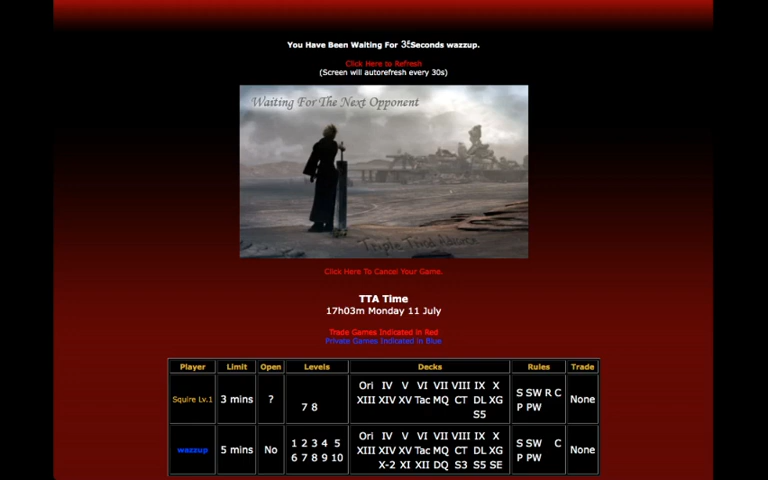 You Have Been Waiting For Seconds wazzup.
Click Here to Refresh
(Screen will autorefresh every 30s)
Waiting For The Next Opponent
Triple Triad Advance
Click Here To Cancel Your Game.
TTA Time
17h03m Monday 11 July
Trade Games Indicated in Red
Private Games Indicated in Blue
Player Limit Open Levels Decks Rules Trade
Squire Lv.1 3 mins ? 7 8 Ori IV V VI VII VIII IX X S SW R C None
XIII XIV XV Tac MQ CT DL XG P PW
S5
wazzup 5 mins No 1 2 3 4 5 Ori IV V VI VII VIII IX X S SW C None
6 7 8 9 10 XIII XIV XV Tac MQ CT DL XG P PW
X-2 XI XII DQ S3 S5 SE